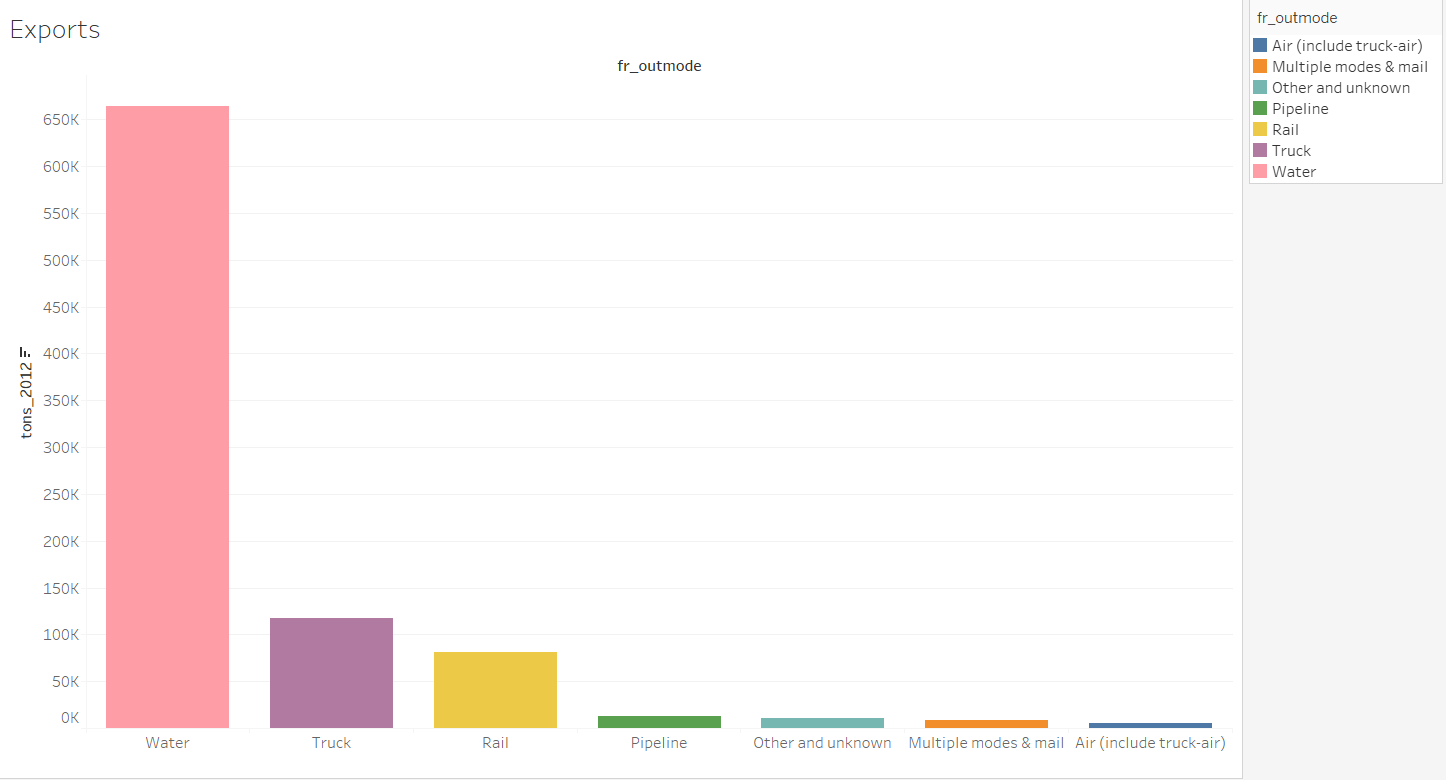 Exports
fr_outmode
650K
600K
550K
500K
450K
400K
350K
300K
250K
200K
150K
100K
50K
0K
tons_2012
Water
Truck
Rail
Pipeline
Other and unknown
Multiple modes & mail
Air (include truck-air)
fr_outmode
Air (include truck-air)
Multiple modes & mail
Other and unknown
Pipeline
Rail
Truck
Water